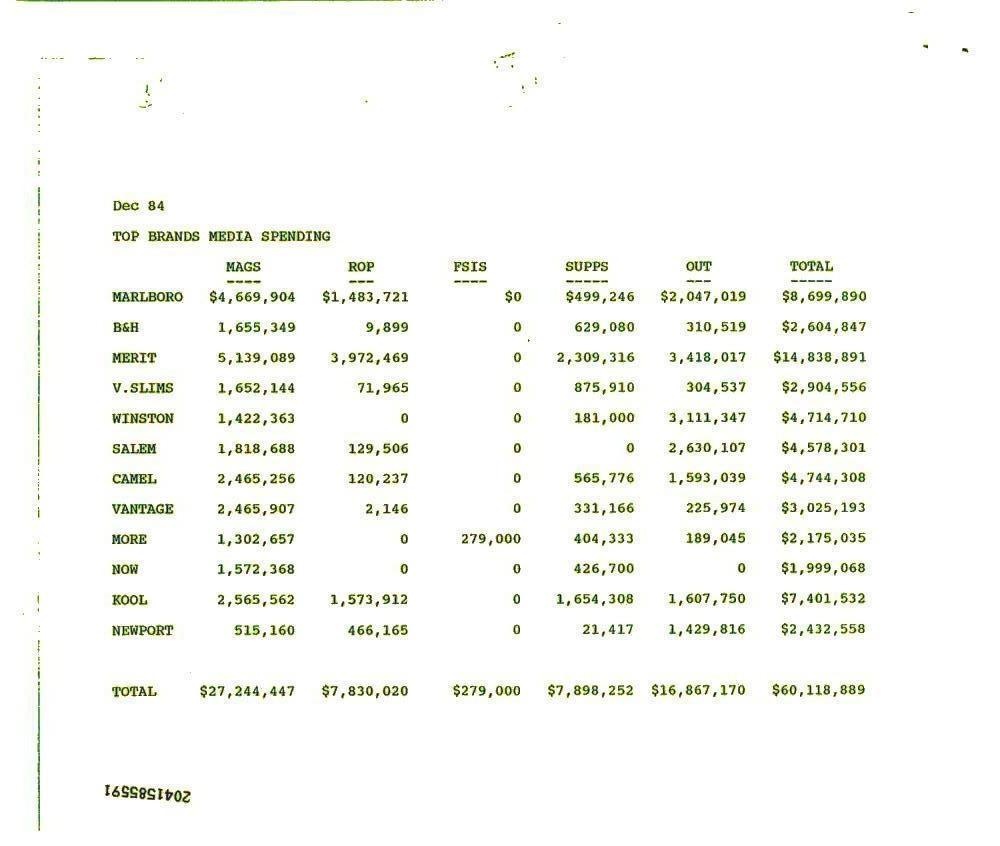 Dec 84
TOP BRANDS MEDIA SPENDING
MAGS ROP FSIS SUPPS OUT TOTAL
MARLBORO $4,669,904 $1,483,721 $0 $499,246 $2,047,019 $8,699,890
B&H 1,655,349 9,899 0 629,080 310,519 $2,604,847
MERIT 5,139,089 3,972,469 0 2,309,316 3,418,017 $14,838,891
V.SLIMS 1,652,144 71,965 0 875,910 304,537 $2,904,556
WINSTON 1,422,363 0 0 181,000 3,111,347 $4,714,710
SALEM 1,818,688 129,506 0 0 2,630,107 $4,578,301
CAMEL 2,465,256 120,237 0 565,776 1,593,039 $4,744,308
VANTAGE 2,465,907 2,146 0 331,166 225,974 $3,025,193
MORE 1,302,657 0 279,000 404,333 189,045 $2,175,035
NOW 1,572,368 0 0 426,700 0 $1,999,068
KOOL 2,565,562 1,573,912 0 1,654,308 1,607,750 $7,401,532
NEWPORT 515,160 466,165 0 21,417 1,429,816 $2,432,558
TOTAL $27,244,447 $7,830,020 $279,000 $7,898,252 $16,867,170 $60,118,889
2041585591